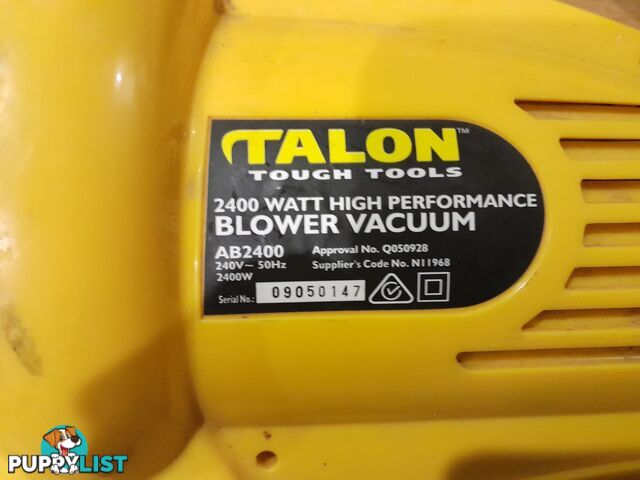 TALON™
TOUGH TOOLS
2400 WATT HIGH PERFORMANCE
BLOWER VACUUM
AB2400 Approval No. Q050928
240V~ 50Hz Supplier's Code No. N11968
2400W
Serial No.: 09050147
PUPPYLIST